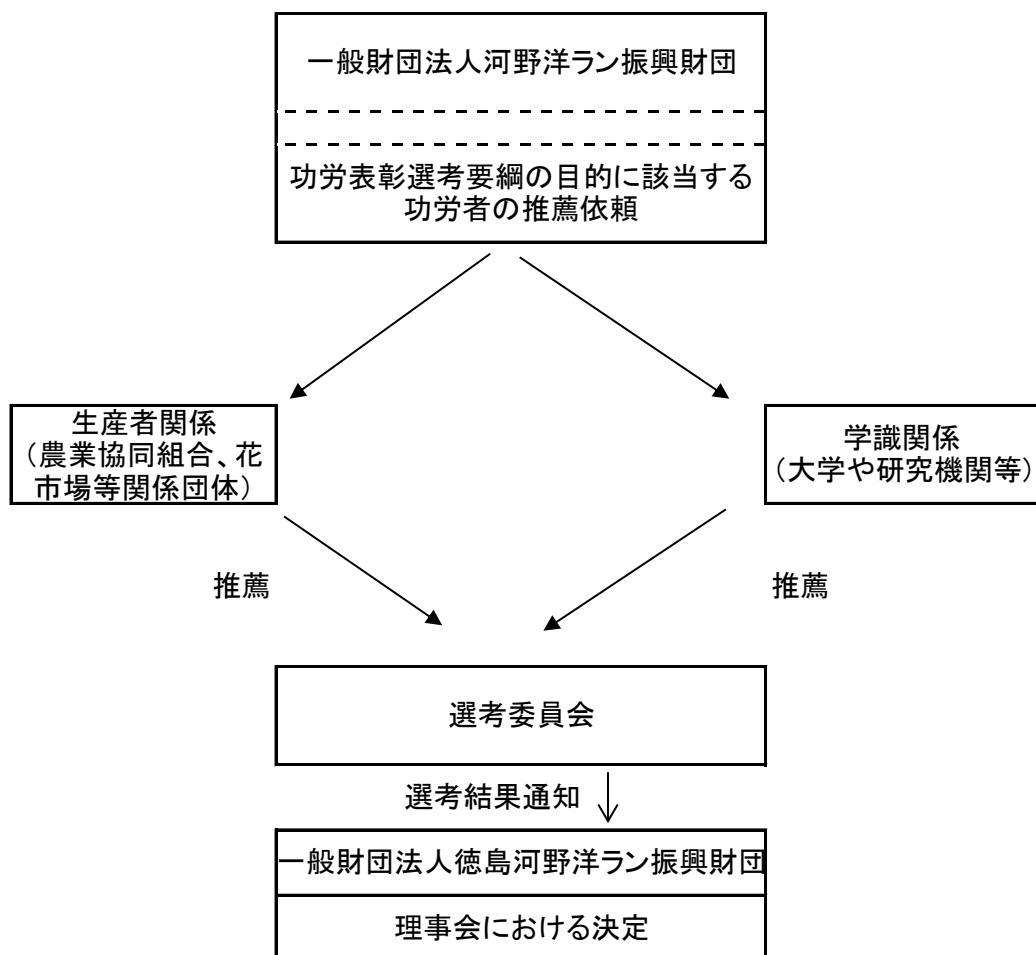 一般財団法人河野洋ラン振興財団
功労表彰選考要綱の目的に該当する
功労者の推薦依頼
生産者関係
（農業協同組合、花
市場等関係団体）
学識関係
（大学や研究機関等）
推薦
推薦
選考委員会
選考結果通知
一般財団法人徳島河野洋ラン振興財団
理事会における決定